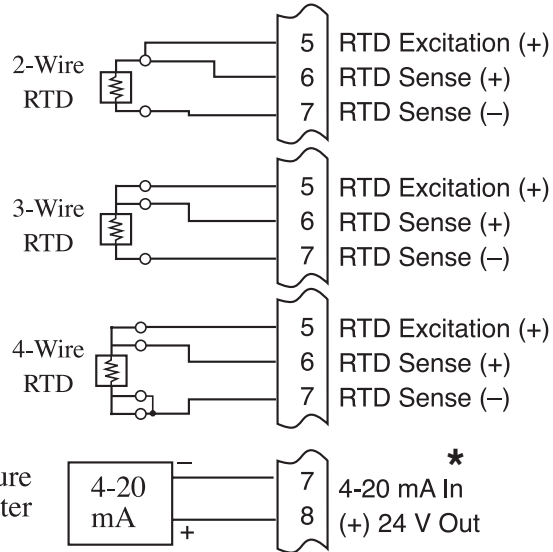 2-Wire
RTD
5 RTD Excitation (+)
6 RTD Sense (+)
7 RTD Sense (–)
3-Wire
RTD
5 RTD Excitation (+)
6 RTD Sense (+)
7 RTD Sense (–)
4-Wire
RTD
5 RTD Excitation (+)
6 RTD Sense (+)
7 RTD Sense (–)
ure
ter
4-20
mA
–
+
7 4-20 mA In *
8 (+) 24 V Out